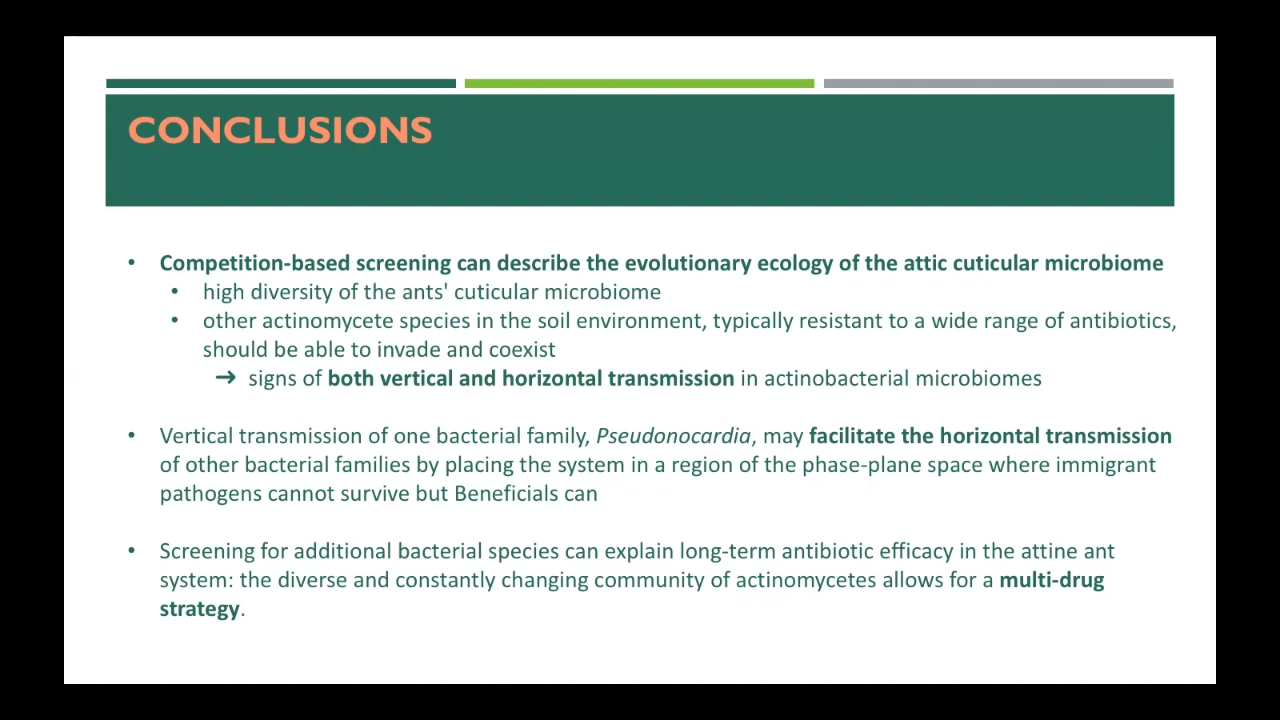 CONCLUSIONS
• Competition-based screening can describe the evolutionary ecology of the attic cuticular microbiome
• high diversity of the ants' cuticular microbiome
• other actinomycete species in the soil environment, typically resistant to a wide range of antibiotics,
should be able to invade and coexist
➔ signs of both vertical and horizontal transmission in actinobacterial microbiomes
• Vertical transmission of one bacterial family, Pseudonocardia, may facilitate the horizontal transmission
of other bacterial families by placing the system in a region of the phase-plane space where immigrant
pathogens cannot survive but Beneficials can
• Screening for additional bacterial species can explain long-term antibiotic efficacy in the attine ant
system: the diverse and constantly changing community of actinomycetes allows for a multi-drug
strategy.